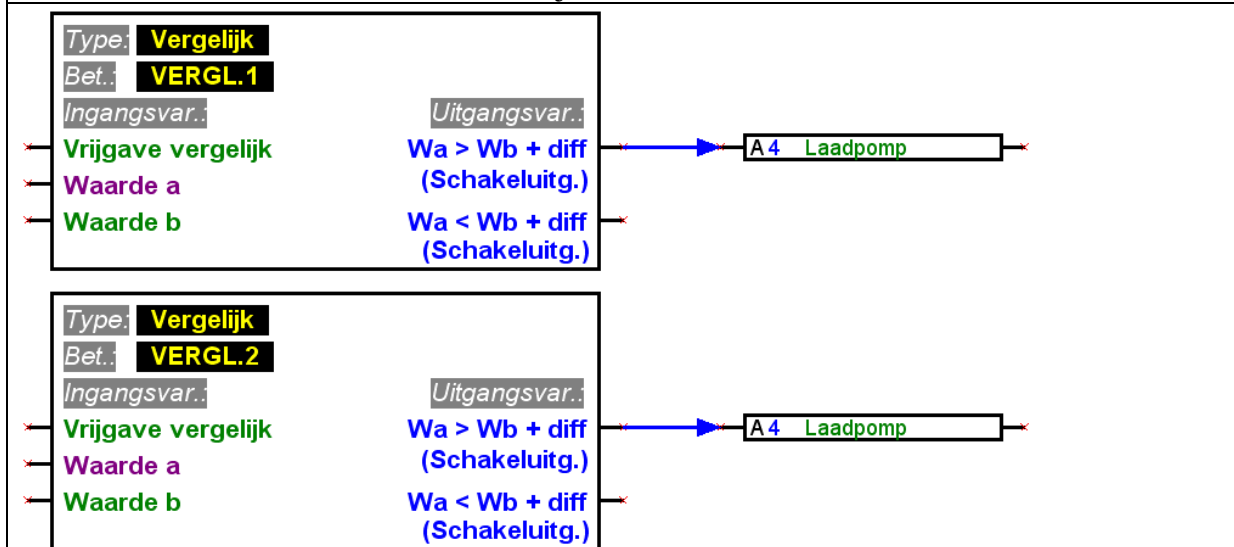 Type: Vergelijk
Bet.: VERGL.1
Ingangsvar.: Uitgangsvar.:
Vrijgave vergelijk Wa > Wb + diff A 4 Laadpomp
Waarde a (Schakeluitg.)
Waarde b Wa < Wb + diff
(Schakeluitg.)
Type: Vergelijk
Bet.: VERGL.2
Ingangsvar.: Uitgangsvar.:
Vrijgave vergelijk Wa > Wb + diff A 4 Laadpomp
Waarde a (Schakeluitg.)
Waarde b Wa < Wb + diff
(Schakeluitg.)